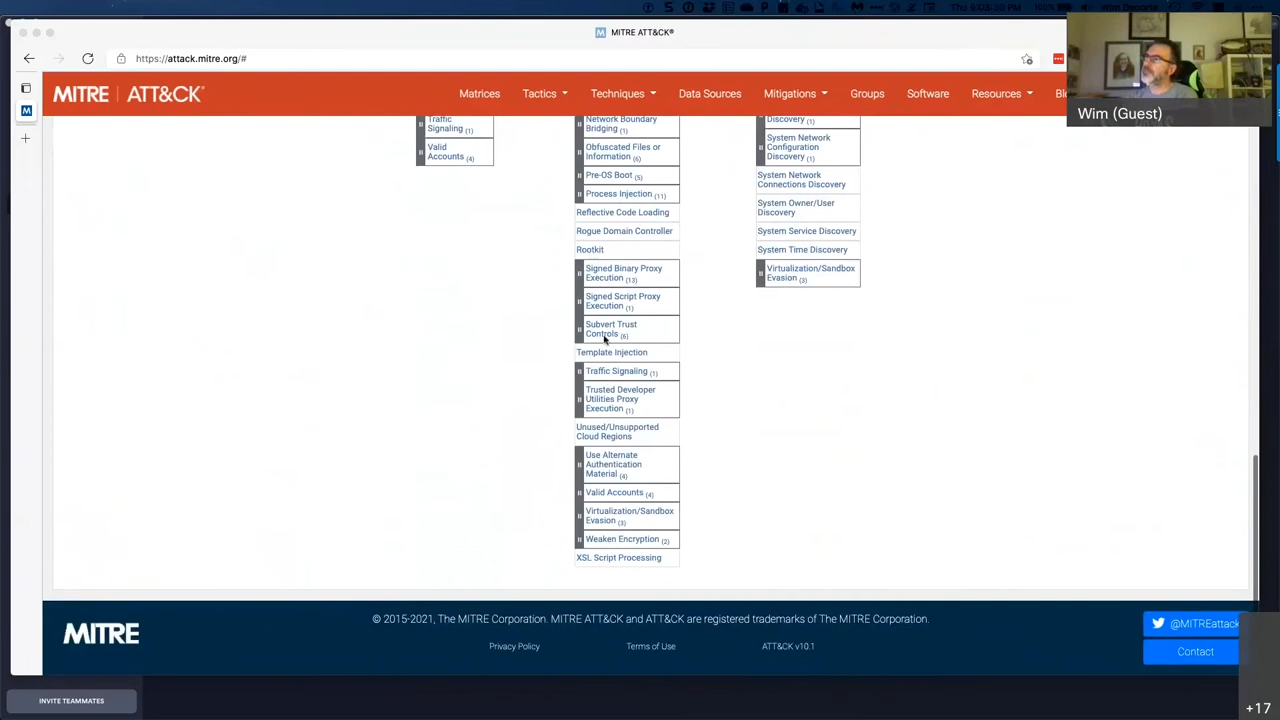 Thu 9:03:30 PM
100%
Wim Decorte
MITRE ATT&CK®
https://attack.mitre.org/#
MITRE | ATT&CK®
Matrices
Tactics
Techniques
Data Sources
Mitigations
Groups
Software
Resources
Wim (Guest)
Traffic
Signaling (1)
Valid
Accounts (4)
Network Boundary
Bridging (1)
Obfuscated Files or
Information (6)
Pre-OS Boot (5)
Process Injection (11)
Reflective Code Loading
Rogue Domain Controller
Rootkit
Signed Binary Proxy
Execution (13)
Signed Script Proxy
Execution (1)
Subvert Trust
Controls (6)
Template Injection
Traffic Signaling (1)
Trusted Developer
Utilities Proxy
Execution (1)
Unused/Unsupported
Cloud Regions
Use Alternate
Authentication
Material (4)
Valid Accounts (4)
Virtualization/Sandbox
Evasion (3)
Weaken Encryption (2)
XSL Script Processing
Discovery (1)
System Network
Configuration
Discovery (1)
System Network
Connections Discovery
System Owner/User
Discovery
System Service Discovery
System Time Discovery
Virtualization/Sandbox
Evasion (3)
MITRE
© 2015-2021, The MITRE Corporation. MITRE ATT&CK and ATT&CK are registered trademarks of The MITRE Corporation.
Privacy Policy
Terms of Use
ATT&CK v10.1
@MITREattack
Contact
INVITE TEAMMATES
+17